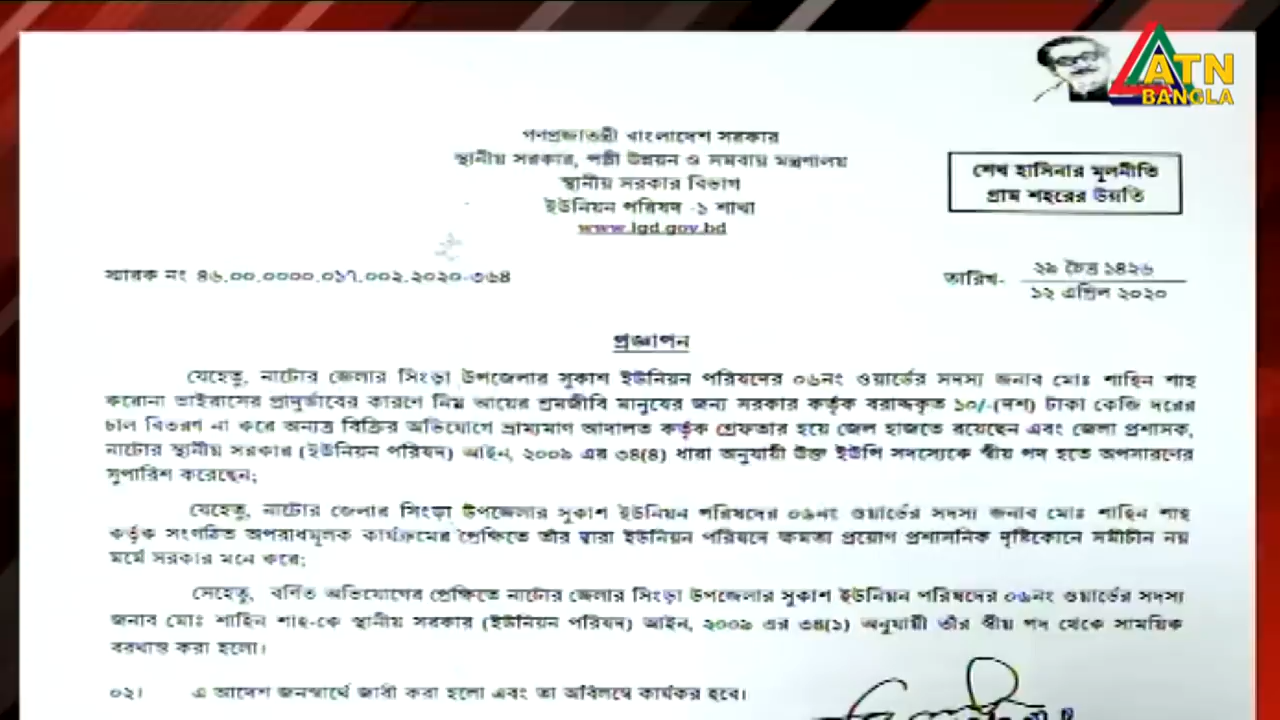 ATN
BANGLA
গণপ্রজাতন্ত্রী বাংলাদেশ সরকার
স্থানীয় সরকার, পল্লী উন্নয়ন ও সমবায় মন্ত্রণালয়
স্থানীয় সরকার বিভাগ
ইউনিয়ন পরিষদ -১ শাখা
www.lgd.gov.bd
শেখ হাসিনার মূলনীতি
গ্রাম শহরের উন্নতি
স্মারক নং ৪৬.০০.০০০০.০১৭.০০২.২০২০-৩৬৪
তারিখ- ২৯ চৈত্র ১৪২৬
১২ এপ্রিল ২০২০
প্রজ্ঞাপন
যেহেতু, নাটোর জেলার সিংড়া উপজেলার সুকাশ ইউনিয়ন পরিষদের ০৬নং ওয়ার্ডের সদস্য জনাব মোঃ শাহিন শাহ
করোনা ভাইরাসের প্রাদুর্ভাবের কারণে নিম্ন আয়ের শ্রমজীবি মানুষের জন্য সরকার কর্তৃক বরাদ্দকৃত ১০/-(দশ) টাকা কেজি দরের
চাল বিতরণ না করে অন্যত্র বিক্রির অভিযোগে ভ্রাম্যমাণ আদালত কর্তৃক গ্রেফতার হয়ে জেল হাজতে রয়েছেন এবং জেলা প্রশাসক,
নাটোর স্থানীয় সরকার (ইউনিয়ন পরিষদ) আইন, ২০০৯ এর ৩৪(৪) ধারা অনুযায়ী উক্ত ইউপি সদস্যেকে স্বীয় পদ হতে অপসারণের
সুপারিশ করেছেন;
যেহেতু, নাটোর জেলার সিংড়া উপজেলার সুকাশ ইউনিয়ন পরিষদের ০৬নং ওয়ার্ডের সদস্য জনাব মোঃ শাহিন শাহ
কর্তৃক সংগঠিত অপরাধমূলক কার্যক্রমের প্রেক্ষিতে তাঁর দ্বারা ইউনিয়ন পরিষদে ক্ষমতা প্রয়োগ প্রশাসনিক দৃষ্টিকোনে সমীচীন নয়
মর্মে সরকার মনে করে;
সেহেতু, বর্ণিত অভিযোগের প্রেক্ষিতে নাটোর জেলার সিংড়া উপজেলার সুকাশ ইউনিয়ন পরিষদের ০৬নং ওয়ার্ডের সদস্য
জনাব মোঃ শাহিন শাহ-কে স্থানীয় সরকার (ইউনিয়ন পরিষদ) আইন, ২০০৯ এর ৩৪(১) অনুযায়ী তাঁর স্বীয় পদ থেকে সাময়িক
বরখাস্ত করা হলো।
০২। এ আদেশ জনস্বার্থে জারী করা হলো এবং তা অবিলম্বে কার্যকর হবে।